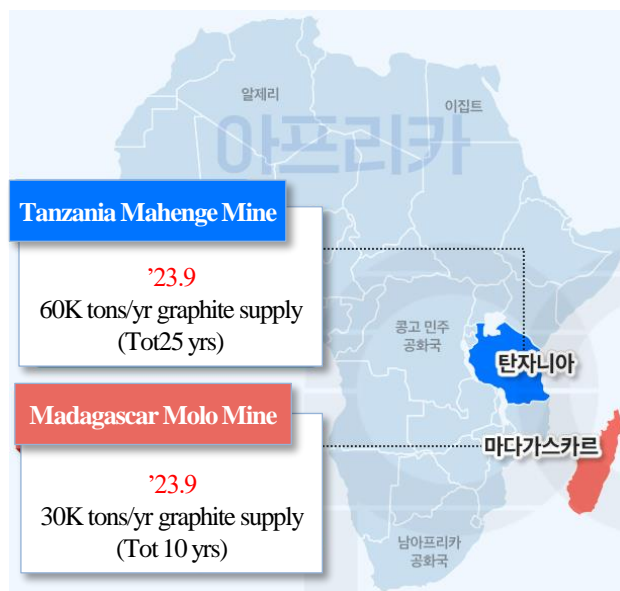 알제리
이집트
아프리카
Tanzania Mahenge Mine
’23.9
60K tons/yr graphite supply
(Tot25 yrs)
콩고 민주
공화국
탄자니아
Madagascar Molo Mine
마다가스카르
’23.9
30K tons/yr graphite supply
(Tot 10 yrs)
남아프리카
공화국